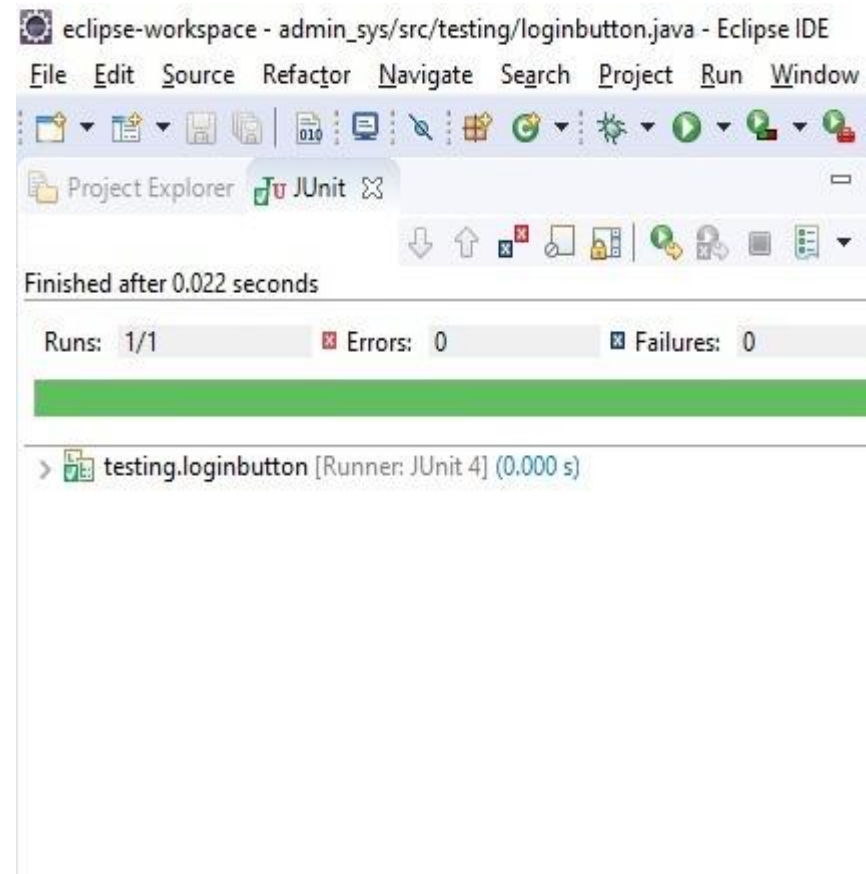 eclipse-workspace - admin_sys/src/testing/loginbutton.java - Eclipse IDE
File Edit Source Refactor Navigate Search Project Run Window
010
Project Explorer JU JUnit
Finished after 0.022 seconds
Runs: 1/1 Errors: 0 Failures: 0
testing.loginbutton [Runner: JUnit 4] (0.000 s)